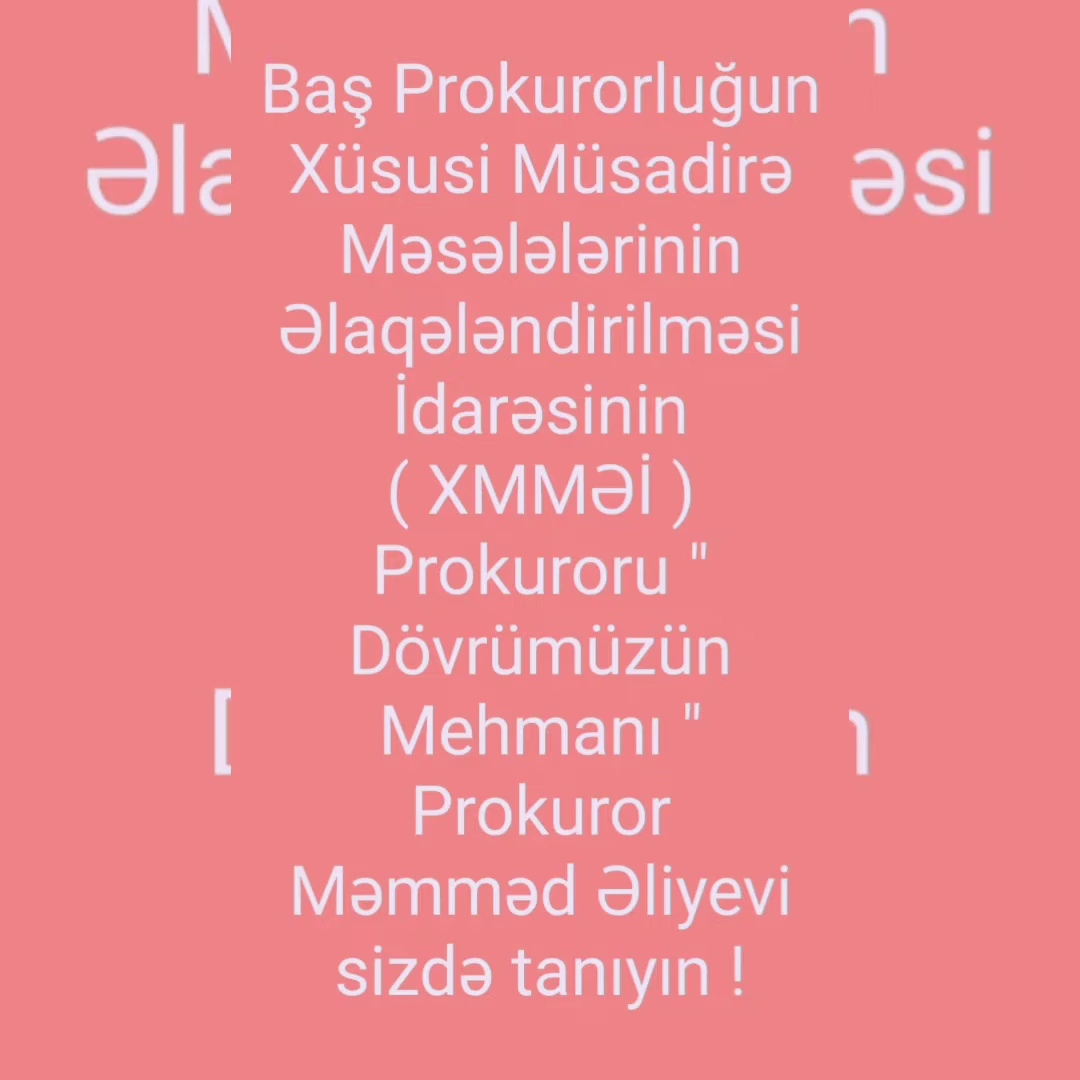 Baş Prokurorluğun
Xüsusi Müsadirə
Məsələlərinin
Əlaqələndirilməsi
İdarəsinin
( XMMƏİ )
Prokuroru "
Dövrümüzün
Mehmanı "
Prokuror
Məmməd Əliyevi
sizdə tanıyın !